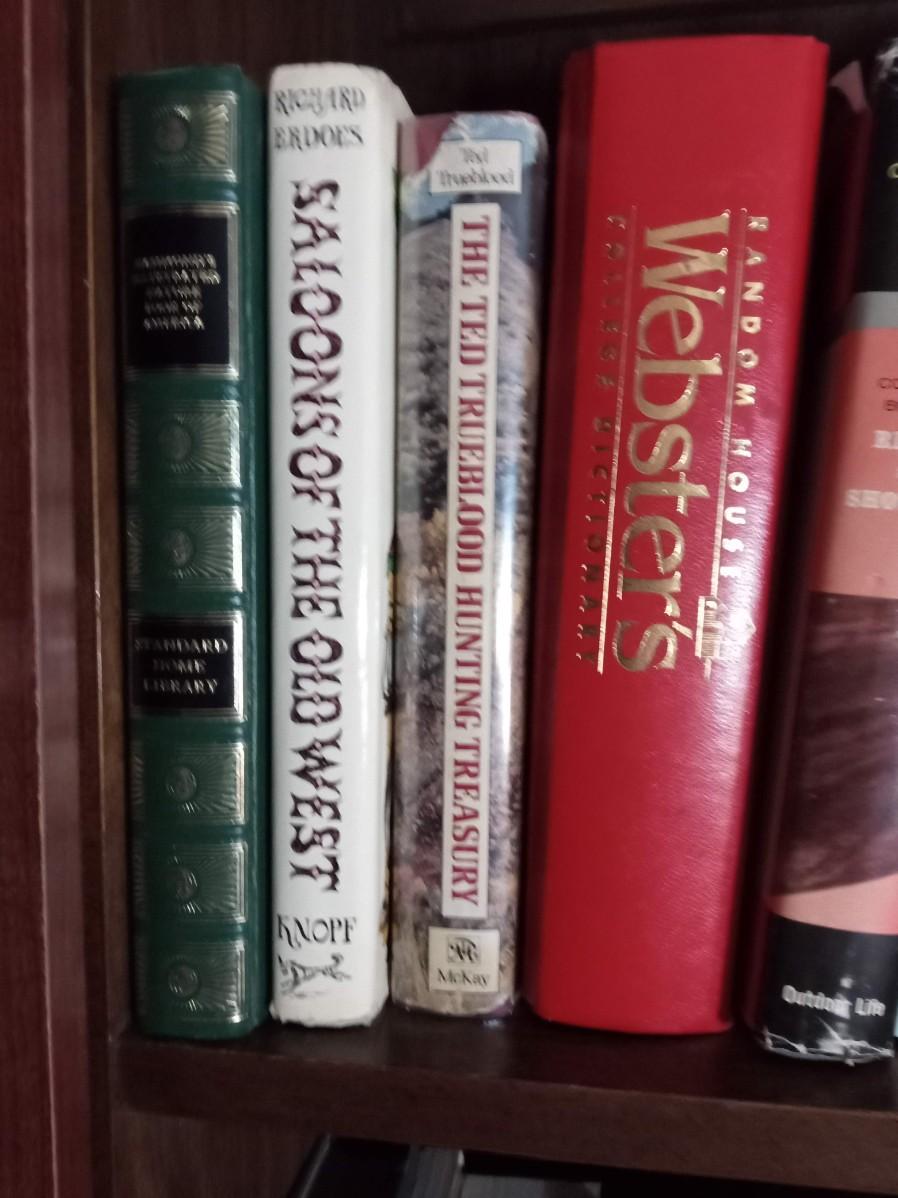 STANDARD
HOME
LIBRARY
RICHARD
ERDOES
SALOONS OF THE OLD WEST
KNOPF
Ted
Trueblood
THE TED TRUEBLOOD HUNTING TREASURY
McKay
RANDOM HOUSE
Webster's
COLLEGE DICTIONARY
Outdoor Life